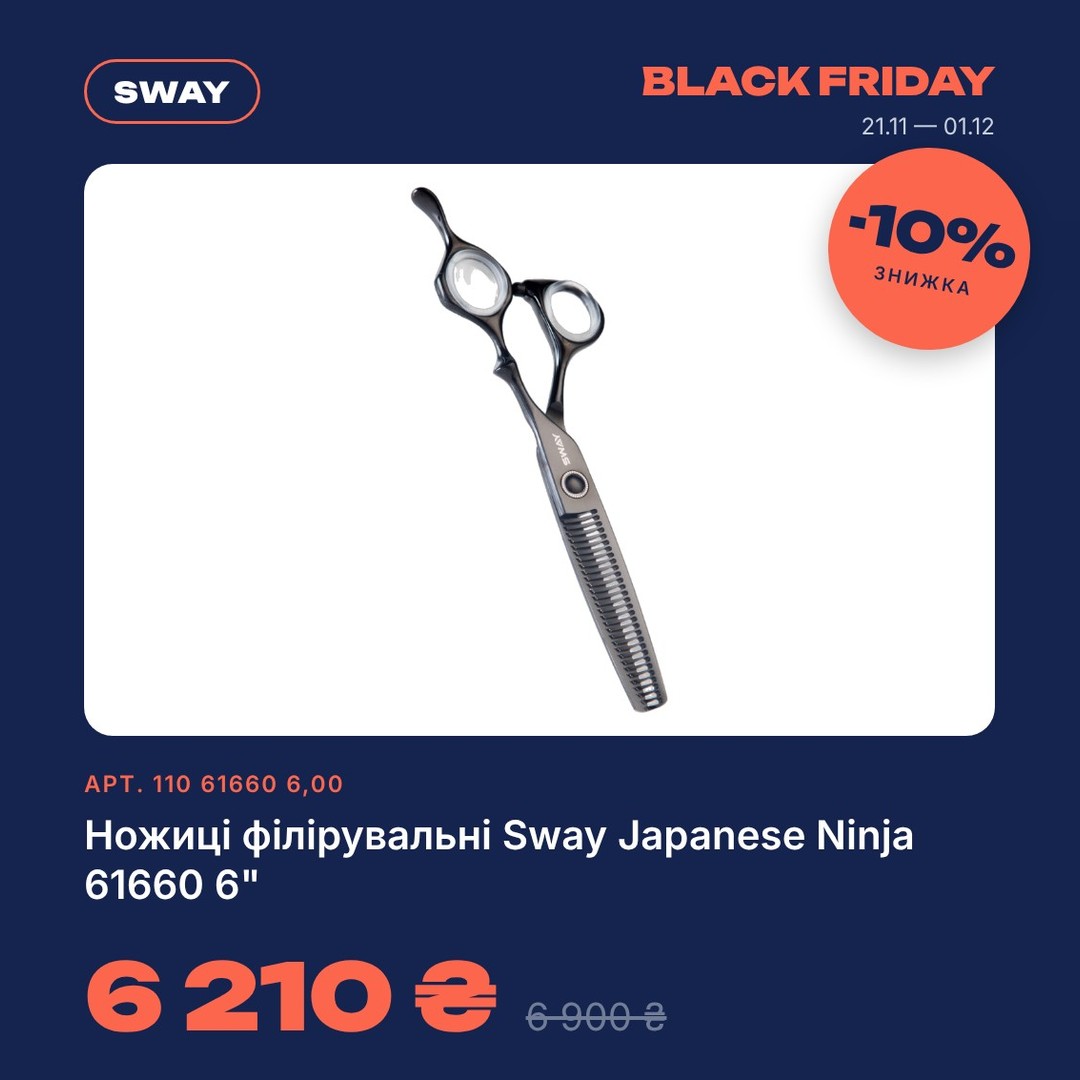 SWAY
BLACK FRIDAY
21.11 — 01.12
-10%
ЗНИЖКА
SWAY
АРТ. 110 61660 6,00
Ножиці філірувальні Sway Japanese Ninja
61660 6"
6 210 ₴ 6 900 ₴